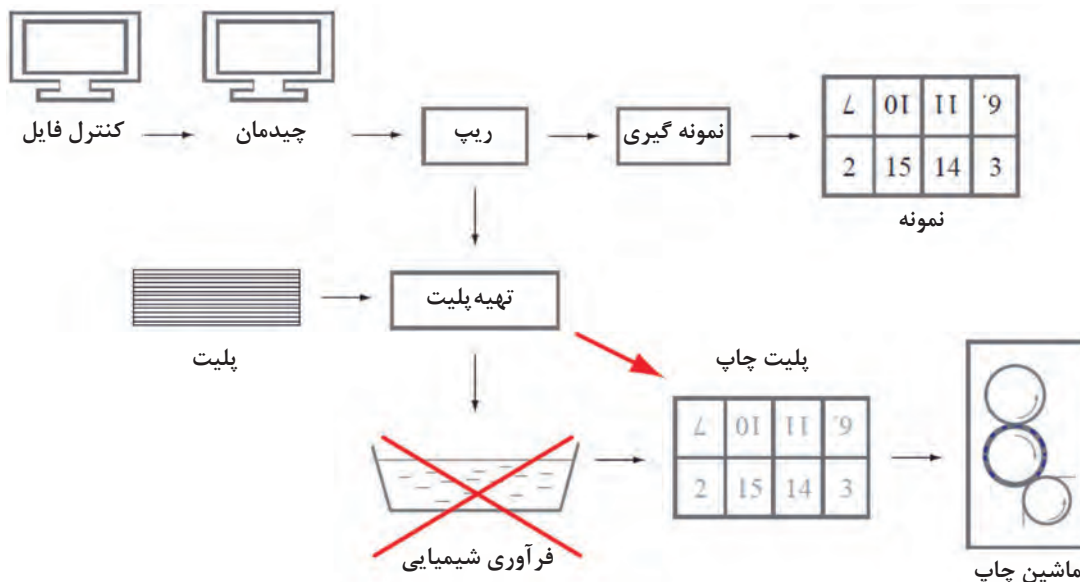 کنترل فایل
چیدمان
ریپ
نمونه گیری
7 10 11 6.
2 15 14 3
نمونه
تهیه پلیت
پلیت
پلیت چاپ
7 10 11 6.
2 15 14 3
فرآوری شیمیایی
ماشین چاپ